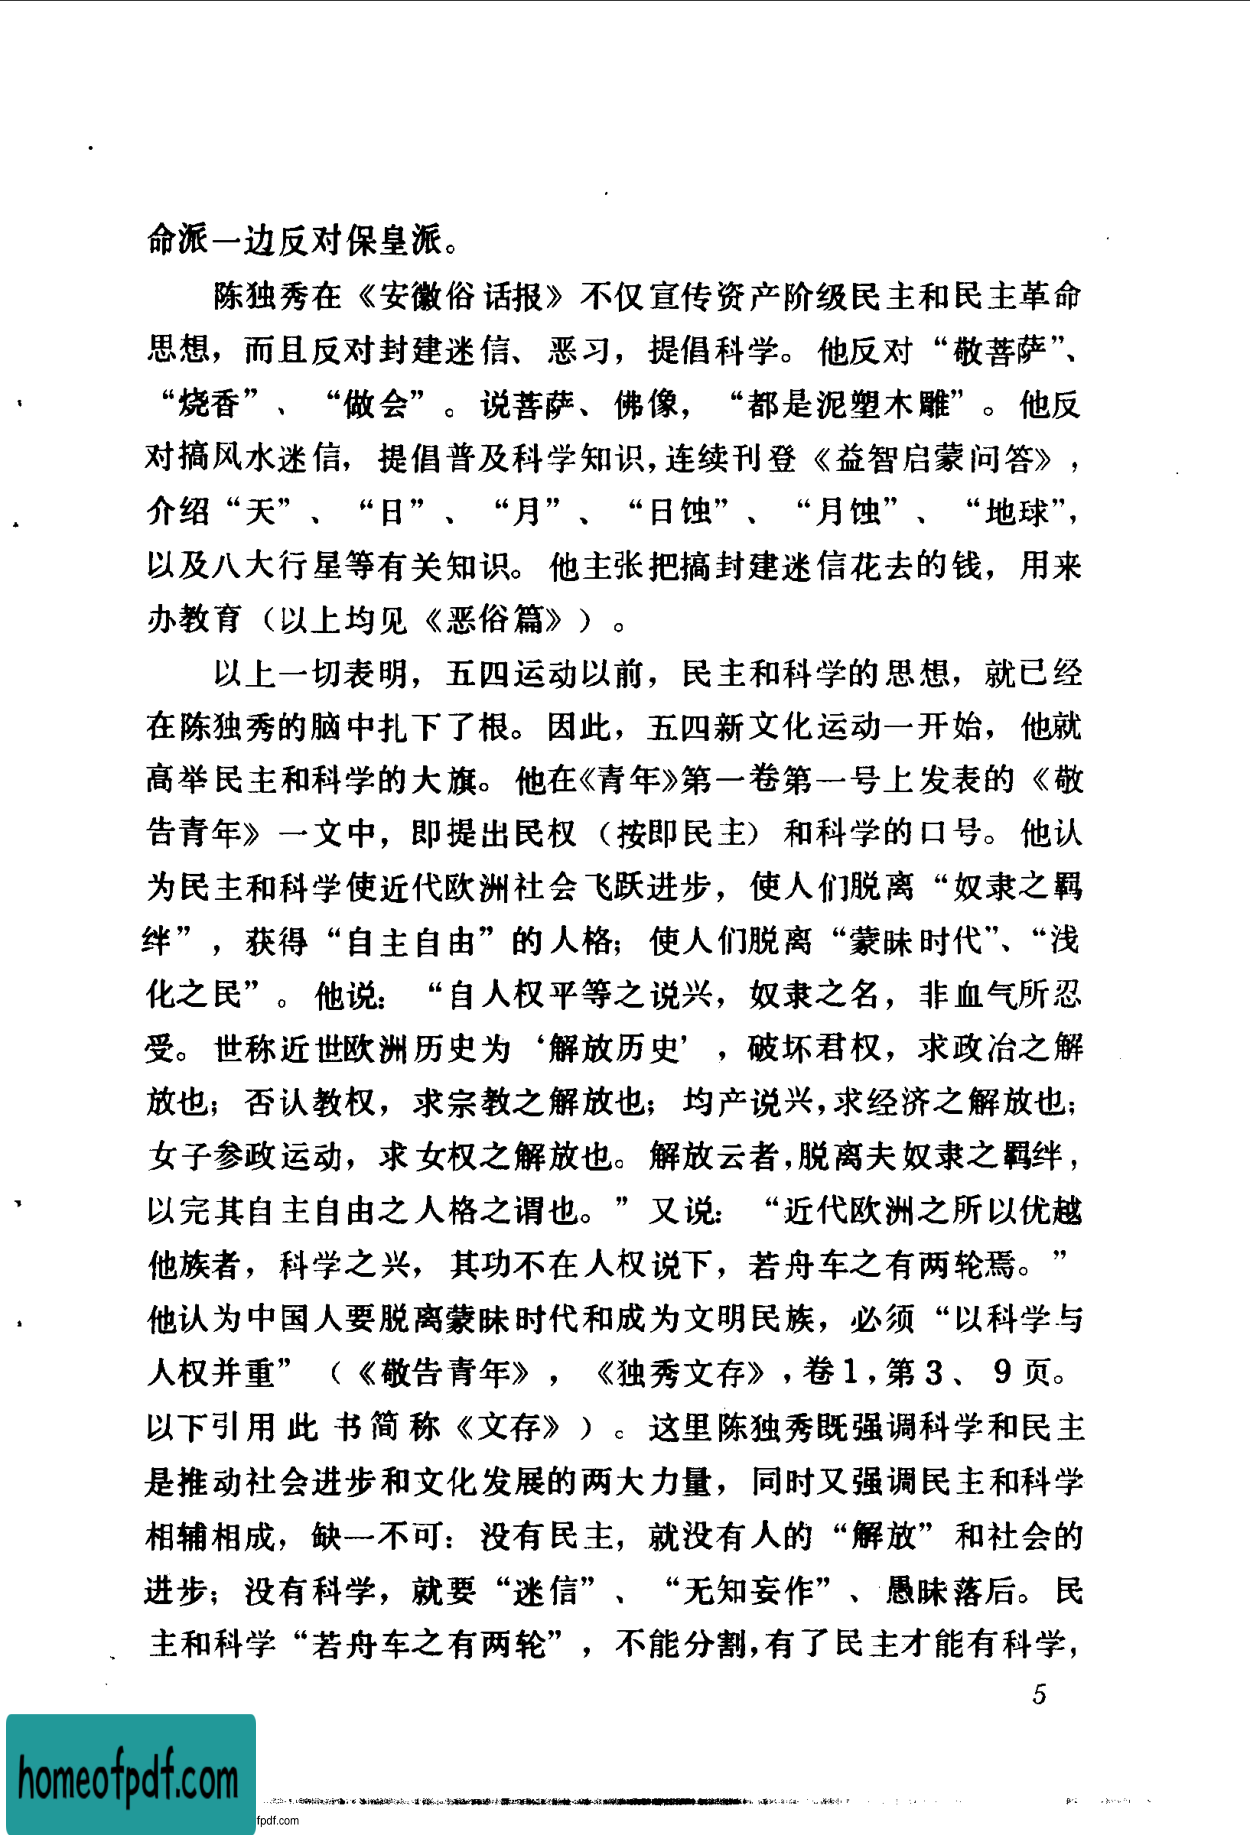 命派一边反对保皇派。
陈独秀在《安徽俗话报》不仅宣传资产阶级民主和民主革命
思想，而且反对封建迷信、恶习，提倡科学。他反对“敬菩萨”、
“烧香”、“做会”。说菩萨、佛像，“都是泥塑木雕”。他反
对搞风水迷信，提倡普及科学知识，连续刊登《益智启蒙问答》，
介绍“天”、“日”、“月”、“日蚀”、“月蚀”、“地球”，
以及八大行星等有关知识。他主张把搞封建迷信花去的钱，用来
办教育（以上均见《恶俗篇》）。
以上一切表明，五四运动以前，民主和科学的思想，就已经
在陈独秀的脑中扎下了根。因此，五四新文化运动一开始，他就
高举民主和科学的大旗。他在《青年》第一卷第一号上发表的《敬
告青年》一文中，即提出民权（按即民主）和科学的口号。他认
为民主和科学使近代欧洲社会飞跃进步，使人们脱离“奴隶之羁
绊”，获得“自主自由”的人格；使人们脱离“蒙昧时代”、“浅
化之民”。他说：“自人权平等之说兴，奴隶之名，非血气所忍
受。世称近世欧洲历史为‘解放历史’，破坏君权，求政治之解
放也；否认教权，求宗教之解放也；均产说兴，求经济之解放也；
女子参政运动，求女权之解放也。解放云者，脱离夫奴隶之羁绊，
以完其自主自由之人格之谓也。”又说：“近代欧洲之所以优越
他族者，科学之兴，其功不在人权说下，若舟车之有两轮焉。”
他认为中国人要脱离蒙昧时代和成为文明民族，必须“以科学与
人权并重”（《敬告青年》，《独秀文存》，卷1，第3、9页。
以下引用此书简称《文存》）。这里陈独秀既强调科学和民主
是推动社会进步和文化发展的两大力量，同时又强调民主和科学
相辅相成，缺一不可：没有民主，就没有人的“解放”和社会的
进步；没有科学，就要“迷信”、“无知妄作”、愚昧落后。民
主和科学“若舟车之有两轮”，不能分割，有了民主才能有科学，
5
homeofpdf.com
fpdf.com